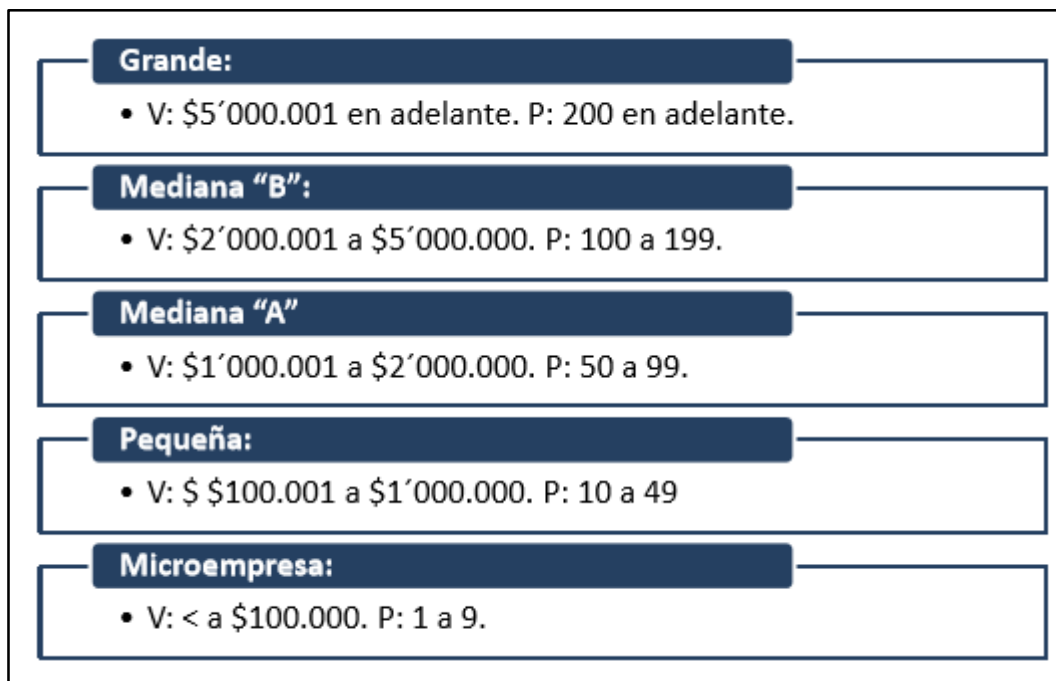 Grande:
• V: $5´000.001 en adelante. P: 200 en adelante.
Mediana “B”:
• V: $2´000.001 a $5´000.000. P: 100 a 199.
Mediana “A”
• V: $1´000.001 a $2´000.000. P: 50 a 99.
Pequeña:
• V: $ $100.001 a $1´000.000. P: 10 a 49
Microempresa:
• V: < a $100.000. P: 1 a 9.